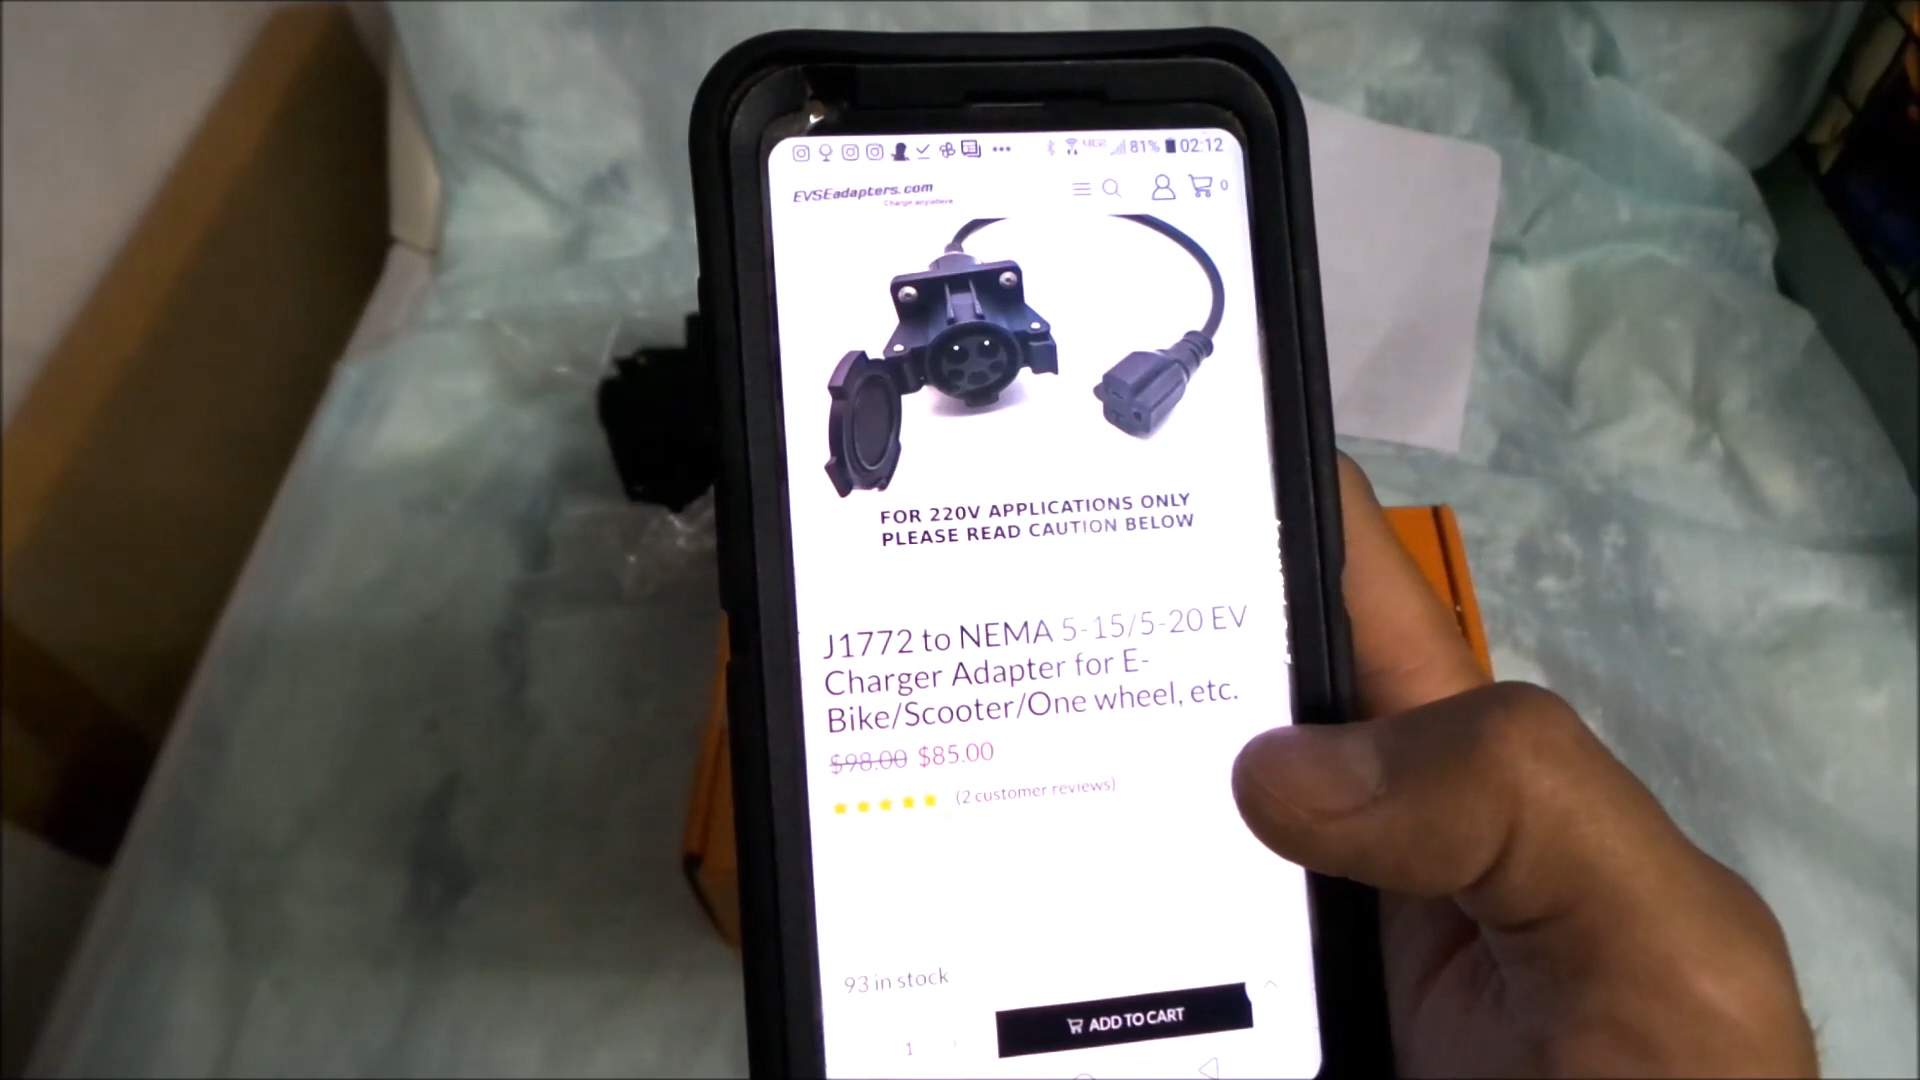 81% 02:12
EVSEadapters.com
Charge anywhere
0
FOR 220V APPLICATIONS ONLY
PLEASE READ CAUTION BELOW
J1772 to NEMA 5-15/5-20 EV
Charger Adapter for E-
Bike/Scooter/One wheel, etc.
$98.00 $85.00
(2 customer reviews)
93 in stock
ADD TO CART
1